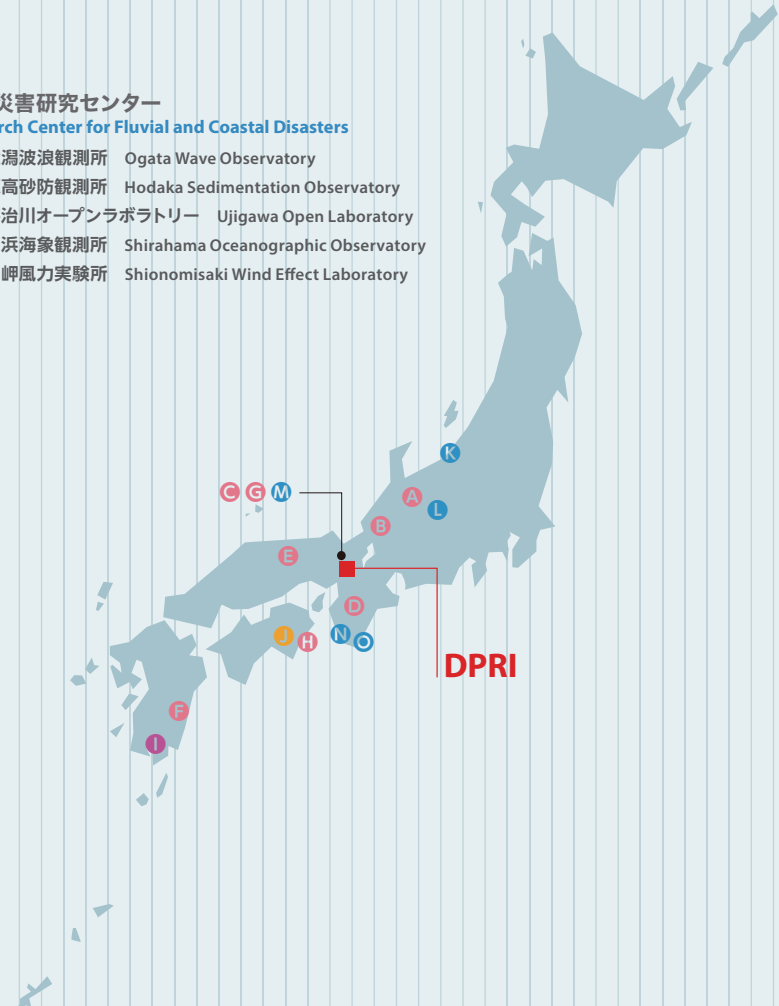 災害研究センター
rch Center for Fluvial and Coastal Disasters
潟波浪観測所 Ogata Wave Observatory
高砂防観測所 Hodaka Sedimentation Observatory
治川オープンラボラトリー Ujigawa Open Laboratory
浜海象観測所 Shirahama Oceanographic Observatory
岬風力実験所 Shionomisaki Wind Effect Laboratory
K
C G M
A
L
B
E
D
J H N O
DPRI
F
I